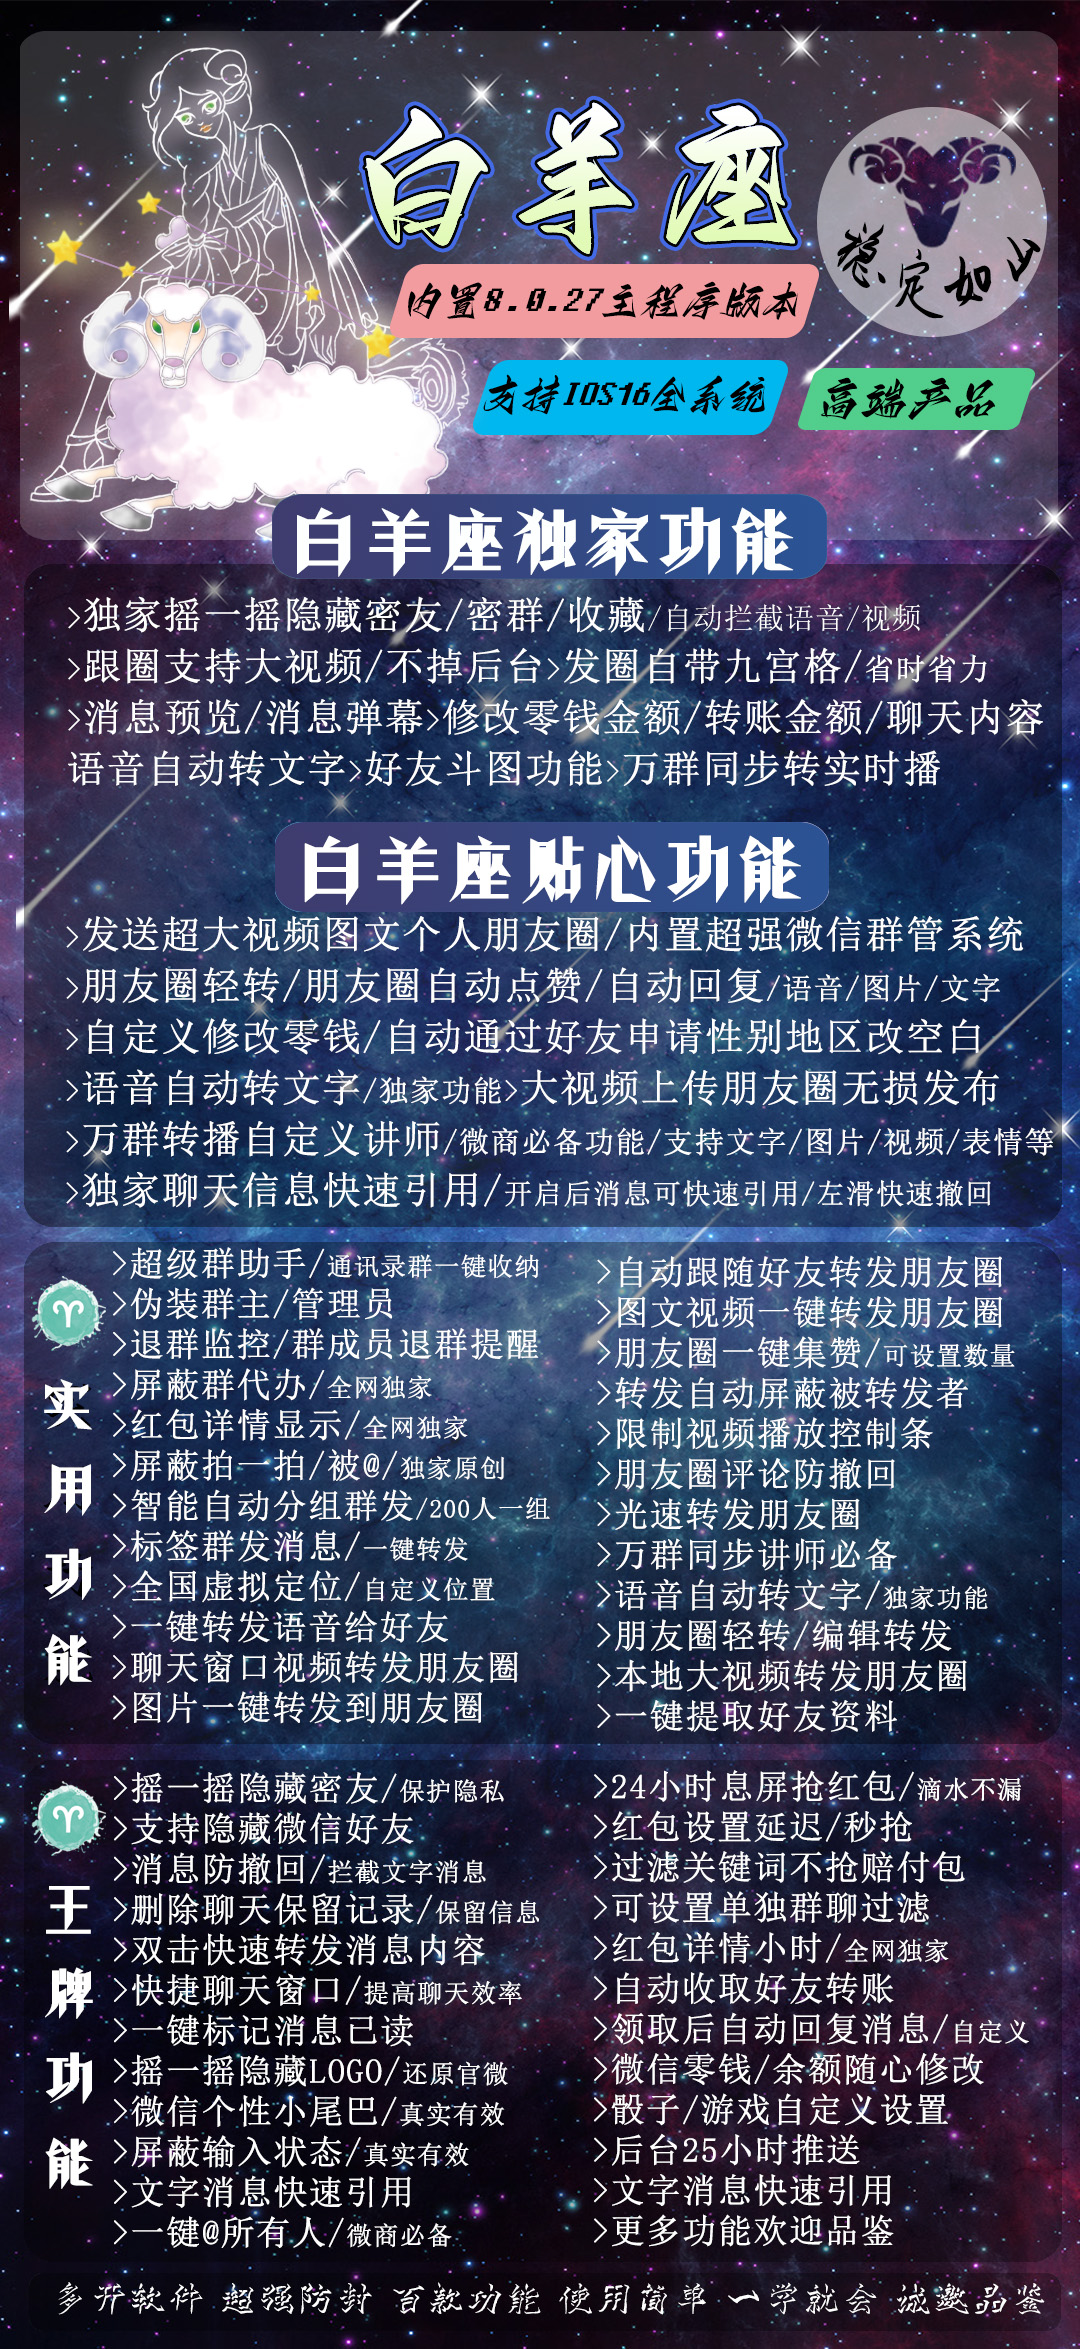 白羊座
稳定如山
内置8.0.27主程序版本
支持IOS16全系统
高端产品
白羊座独家功能
>独家摇一摇隐藏密友/密群/收藏/自动拦截语音/视频
>跟圈支持大视频/不掉后台>发圈自带九宫格/省时省力
>消息预览/消息弹幕>修改零钱金额/转账金额/聊天内容
语音自动转文字>好友斗图功能>万群同步转实时播
白羊座贴心功能
>发送超大视频图文个人朋友圈/内置超强微信群管系统
>朋友圈轻转/朋友圈自动点赞/自动回复/语音/图片/文字
>自定义修改零钱/自动通过好友申请性别地区改空白
>语音自动转文字/独家功能>大视频上传朋友圈无损发布
>万群转播自定义讲师/微商必备功能/支持文字/图片/视频/表情等
>独家聊天信息快速引用/开启后消息可快速引用/左滑快速撤回
实用功能
>超级群助手/通讯录群一键收纳
>伪装群主/管理员
>退群监控/群成员退群提醒
>屏蔽群代办/全网独家
>红包详情显示/全网独家
>屏蔽拍一拍/被@/独家原创
>智能自动分组群发/200人一组
>标签群发消息/一键转发
>全国虚拟定位/自定义位置
>一键转发语音给好友
>聊天窗口视频转发朋友圈
>图片一键转发到朋友圈
>自动跟随好友转发朋友圈
>图文视频一键转发朋友圈
>朋友圈一键集赞/可设置数量
>转发自动屏蔽被转发者
>限制视频播放控制条
>朋友圈评论防撤回
>光速转发朋友圈
>万群同步讲师必备
>语音自动转文字/独家功能
>朋友圈轻转/编辑转发
>本地大视频转发朋友圈
>一键提取好友资料
王牌功能
>摇一摇隐藏密友/保护隐私
>支持隐藏微信好友
>消息防撤回/拦截文字消息
>删除聊天保留记录/保留信息
>双击快速转发消息内容
>快捷聊天窗口/提高聊天效率
>一键标记消息已读
>摇一摇隐藏LOGO/还原官微
>微信个性小尾巴/真实有效
>屏蔽输入状态/真实有效
>文字消息快速引用
>一键@所有人/微商必备
>24小时息屏抢红包/滴水不漏
>红包设置延迟/秒抢
>过滤关键词不抢赔付包
>可设置单独群聊过滤
>红包详情小时/全网独家
>自动收取好友转账
>领取后自动回复消息/自定义
>微信零钱/余额随心修改
>骰子/游戏自定义设置
>后台25小时推送
>文字消息快速引用
>更多功能欢迎品鉴
多开软件 超强防封 百款功能 使用简单 一学就会 诚邀品鉴